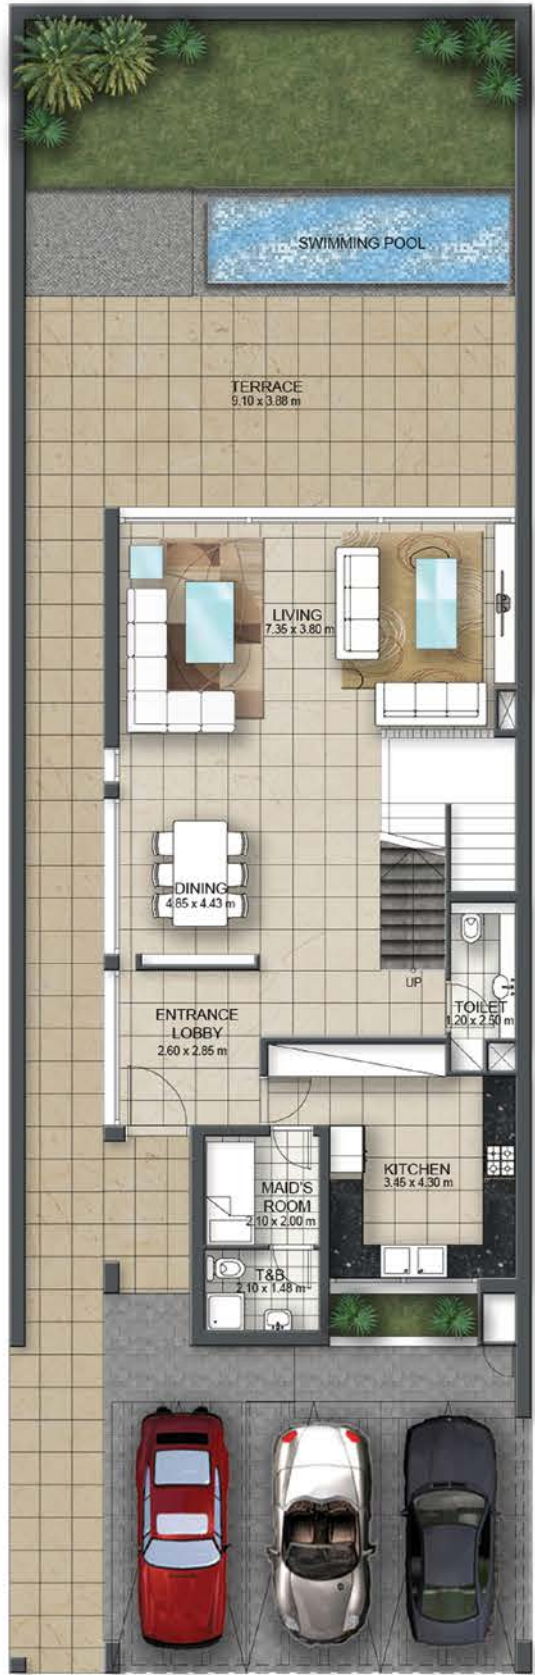 SWIMMING POOL
TERRACE
9.10 x 3.88 m
LIVING
7.35 x 3.80 m
DINING
4.85 x 4.43 m
UP
ENTRANCE
LOBBY
2.60 x 2.85 m
TOILET
1.20 x 2.50 m
KITCHEN
3.45 x 4.30 m
MAID'S
ROOM
2.10 x 2.00 m
T&B
2.10 x 1.48 m